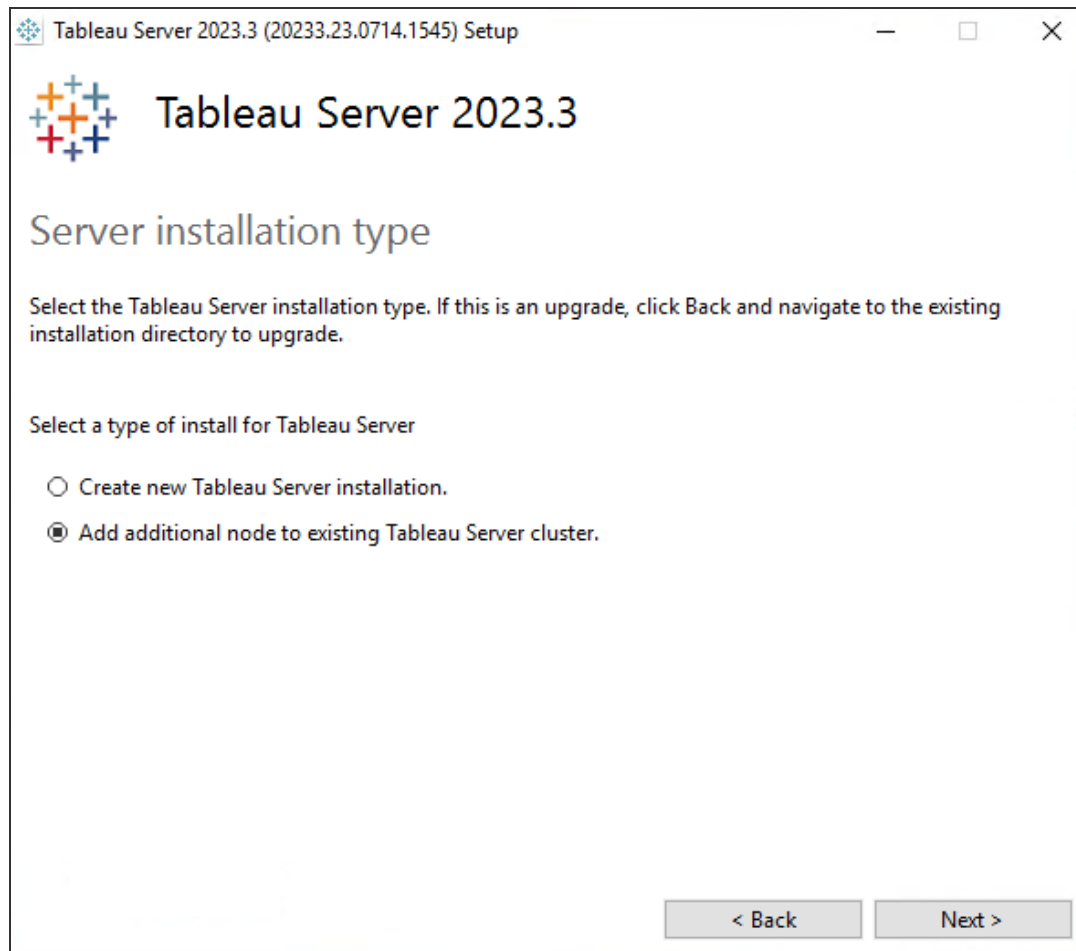 Tableau Server 2023.3 (20233.23.0714.1545) Setup
Tableau Server 2023.3
Server installation type
Select the Tableau Server installation type. If this is an upgrade, click Back and navigate to the existing
installation directory to upgrade.
Select a type of install for Tableau Server
Create new Tableau Server installation.
Add additional node to existing Tableau Server cluster.
< Back
Next >